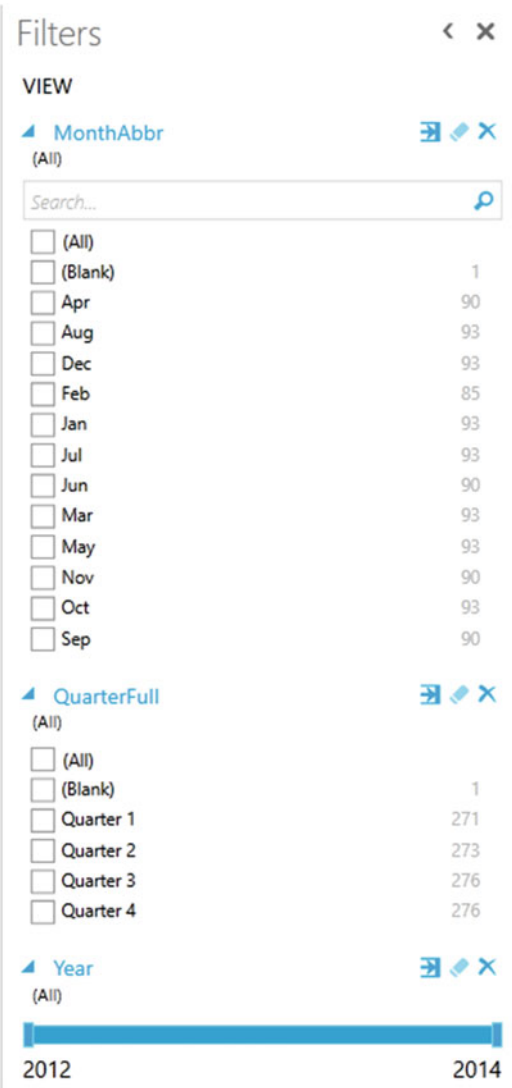 Filters
VIEW
MonthAbbr
(All)
Search...
(All)
(Blank) 1
Apr 90
Aug 93
Dec 93
Feb 85
Jan 93
Jul 93
Jun 90
Mar 93
May 93
Nov 90
Oct 93
Sep 90
QuarterFull
(All)
(All)
(Blank) 1
Quarter 1 271
Quarter 2 273
Quarter 3 276
Quarter 4 276
Year
(All)
2012 2014